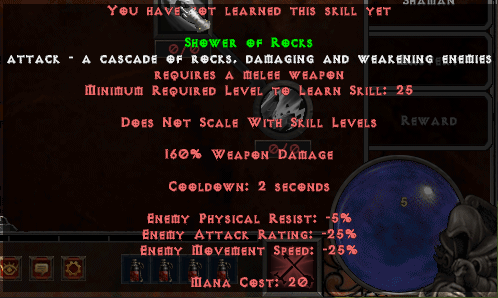 You have not learned this skill yet
Shower of Rocks
Attack - a cascade of rocks, damaging and weakening enemies
requires a melee weapon
Minimum Required Level to Learn Skill: 25
Does Not Scale With Skill Levels
160% Weapon Damage
Cooldown: 2 seconds
Enemy Physical Resist: -5%
Enemy Attack Rating: -25%
Enemy Movement Speed: -25%
Mana Cost: 20
Shaman
Reward
0/0
5